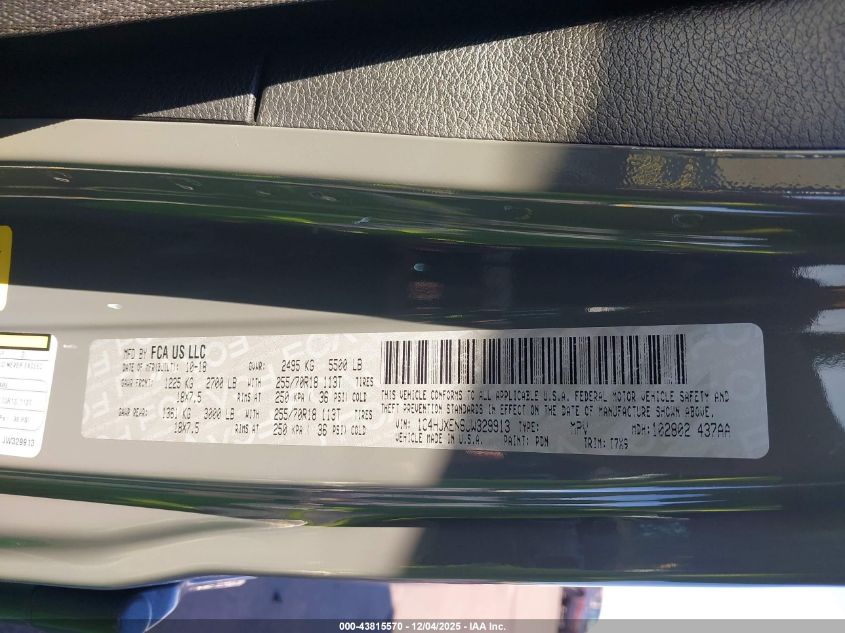 MFD BY FCA US LLC
DATE OF MFR(BUILT): 10-18 GVWR: 2495 KG 5500 LB
GAWR FRONT: 1225 KG 2700 LB WITH 255/70R18 113T TIRES
18X7.5 RIMS AT 250 KPA ( 36 PSI) COLD
GAWR REAR: 1361 KG 3000 LB WITH 255/70R18 113T TIRES
18X7.5 RIMS AT 250 KPA ( 36 PSI) COLD
THIS VEHICLE CONFORMS TO ALL APPLICABLE U.S.A. FEDERAL MOTOR VEHICLE SAFETY AND
THEFT PREVENTION STANDARDS IN EFFECT ON THE DATE OF MANUFACTURE SHOWN ABOVE.
VIN: 1C4HJXEN6JW329913 TYPE: MPV MDH: 102802 437AA
VEHICLE MADE IN U.S.A. PAINT: PDN TRIM: T7X9
JW329913
000-43815570 - 12/04/2025 - IAA Inc.